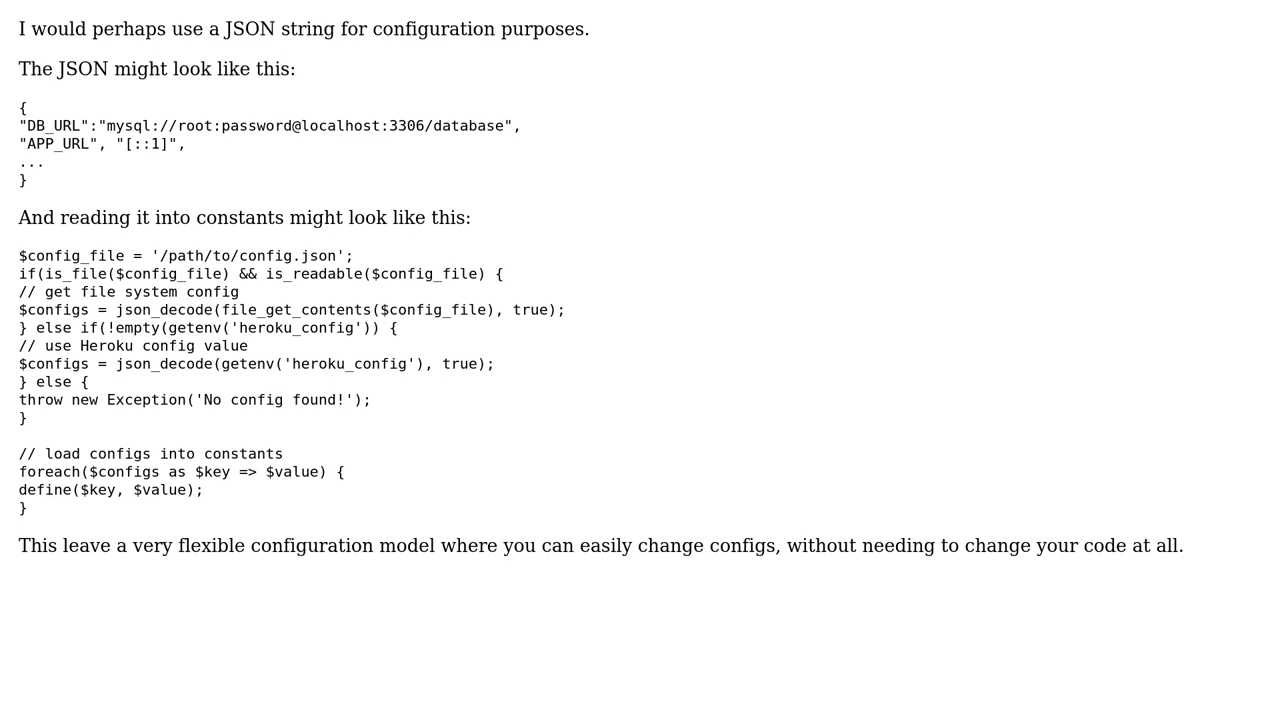 I would perhaps use a JSON string for configuration purposes.
The JSON might look like this:
{
"DB_URL":"mysql://root:password@localhost:3306/database",
"APP_URL", "[::1]",
...
}
And reading it into constants might look like this:
$config_file = '/path/to/config.json';
if(is_file($config_file) && is_readable($config_file) {
// get file system config
$configs = json_decode(file_get_contents($config_file), true);
} else if(!empty(getenv('heroku_config')) {
// use Heroku config value
$configs = json_decode(getenv('heroku_config'), true);
} else {
throw new Exception('No config found!');
}
// load configs into constants
foreach($configs as $key => $value) {
define($key, $value);
}
This leave a very flexible configuration model where you can easily change configs, without needing to change your code at all.